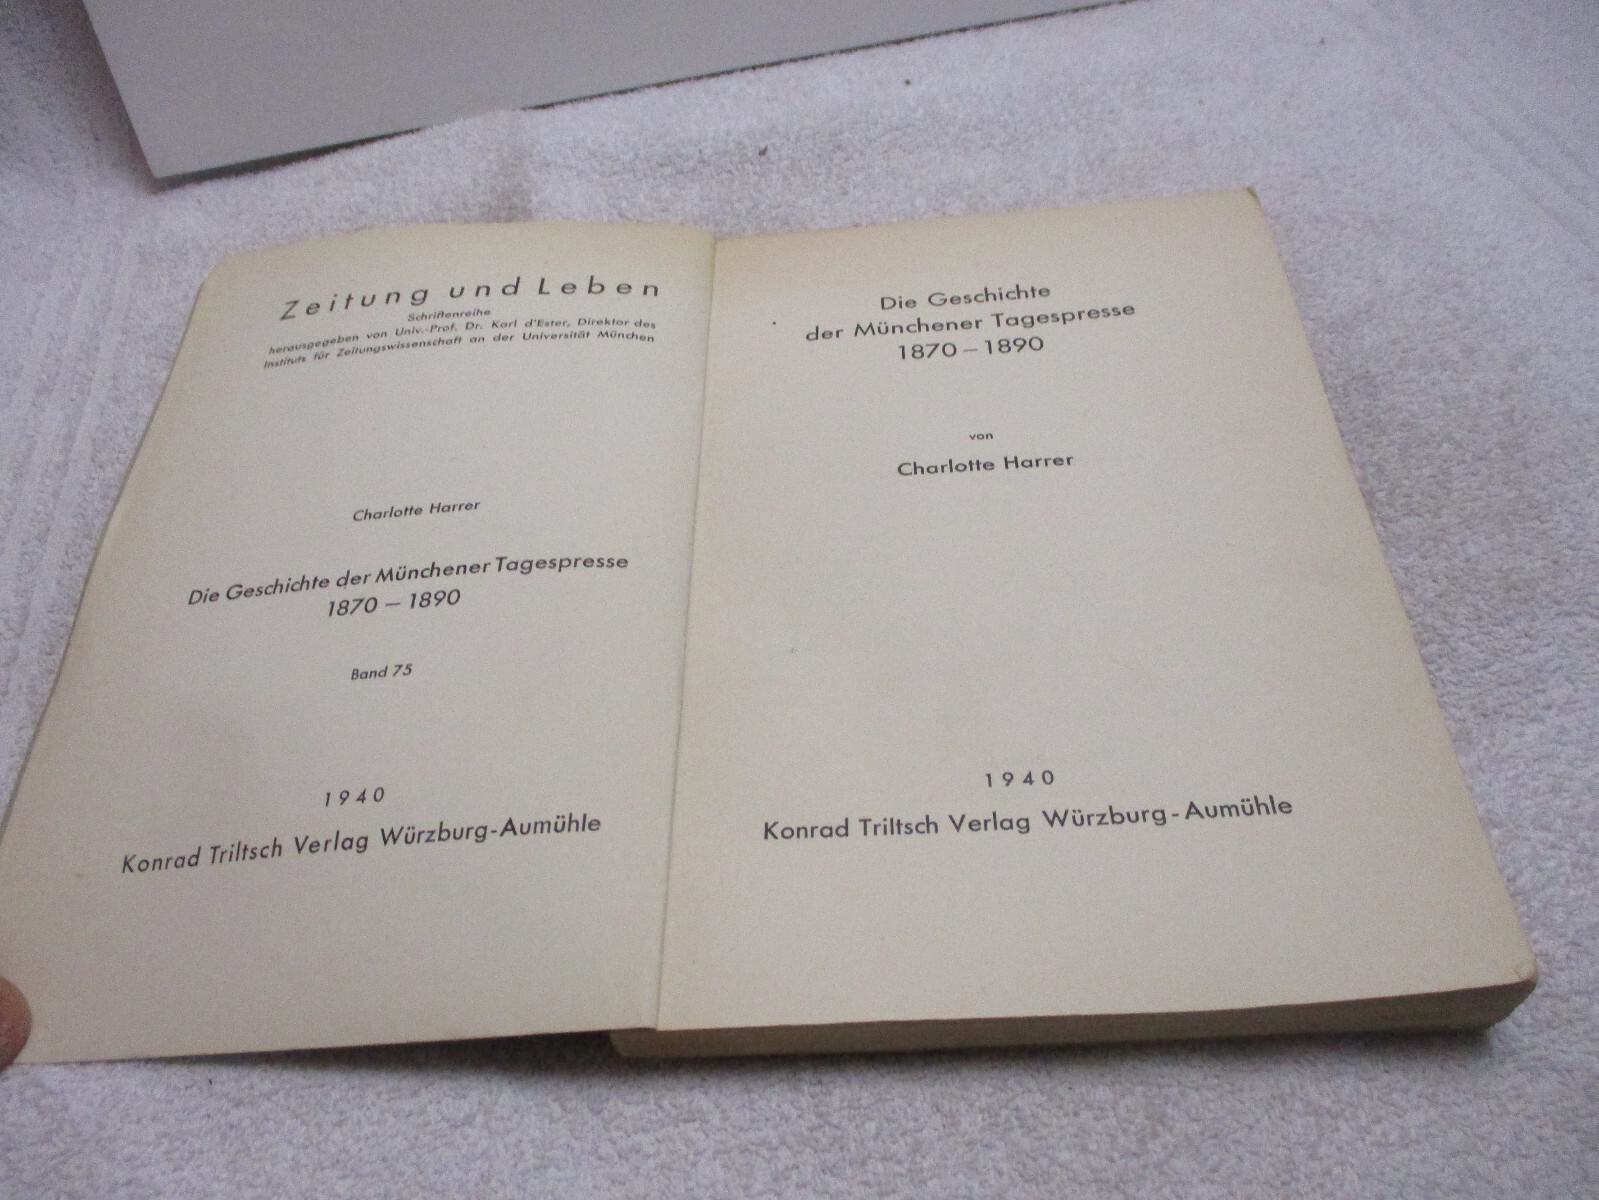 Zeitung und Leben
Schriftenreihe
herausgegeben von Univ.-Prof. Dr. Karl d'Ester, Direktor des
Instituts für Zeitungswissenschaft an der Universität München
Charlotte Harrer
Die Geschichte der Münchener Tagespresse
1870 – 1890
Band 75
1940
Konrad Triltsch Verlag Würzburg-Aumühle
Die Geschichte
der Münchener Tagespresse
1870 – 1890
von
Charlotte Harrer
1940
Konrad Triltsch Verlag Würzburg-Aumühle